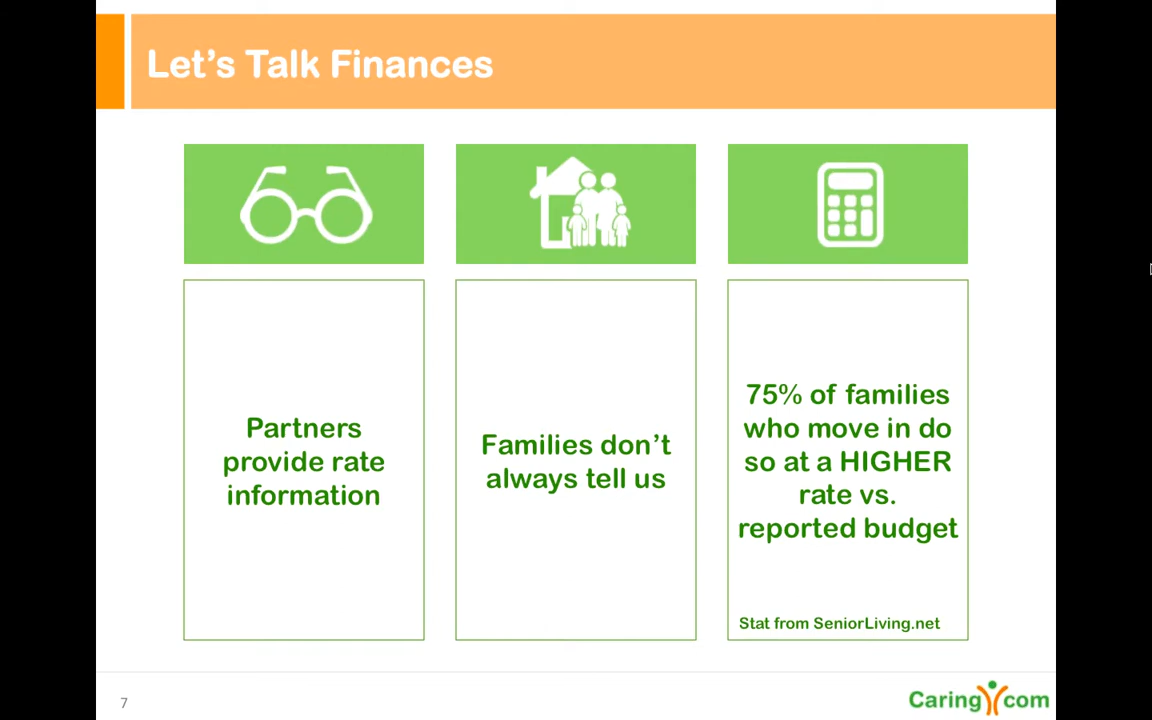 Let’s Talk Finances
Partners
provide rate
information
Families don’t
always tell us
75% of families
who move in do
so at a HIGHER
rate vs.
reported budget
Stat from SeniorLiving.net
7
Caring com